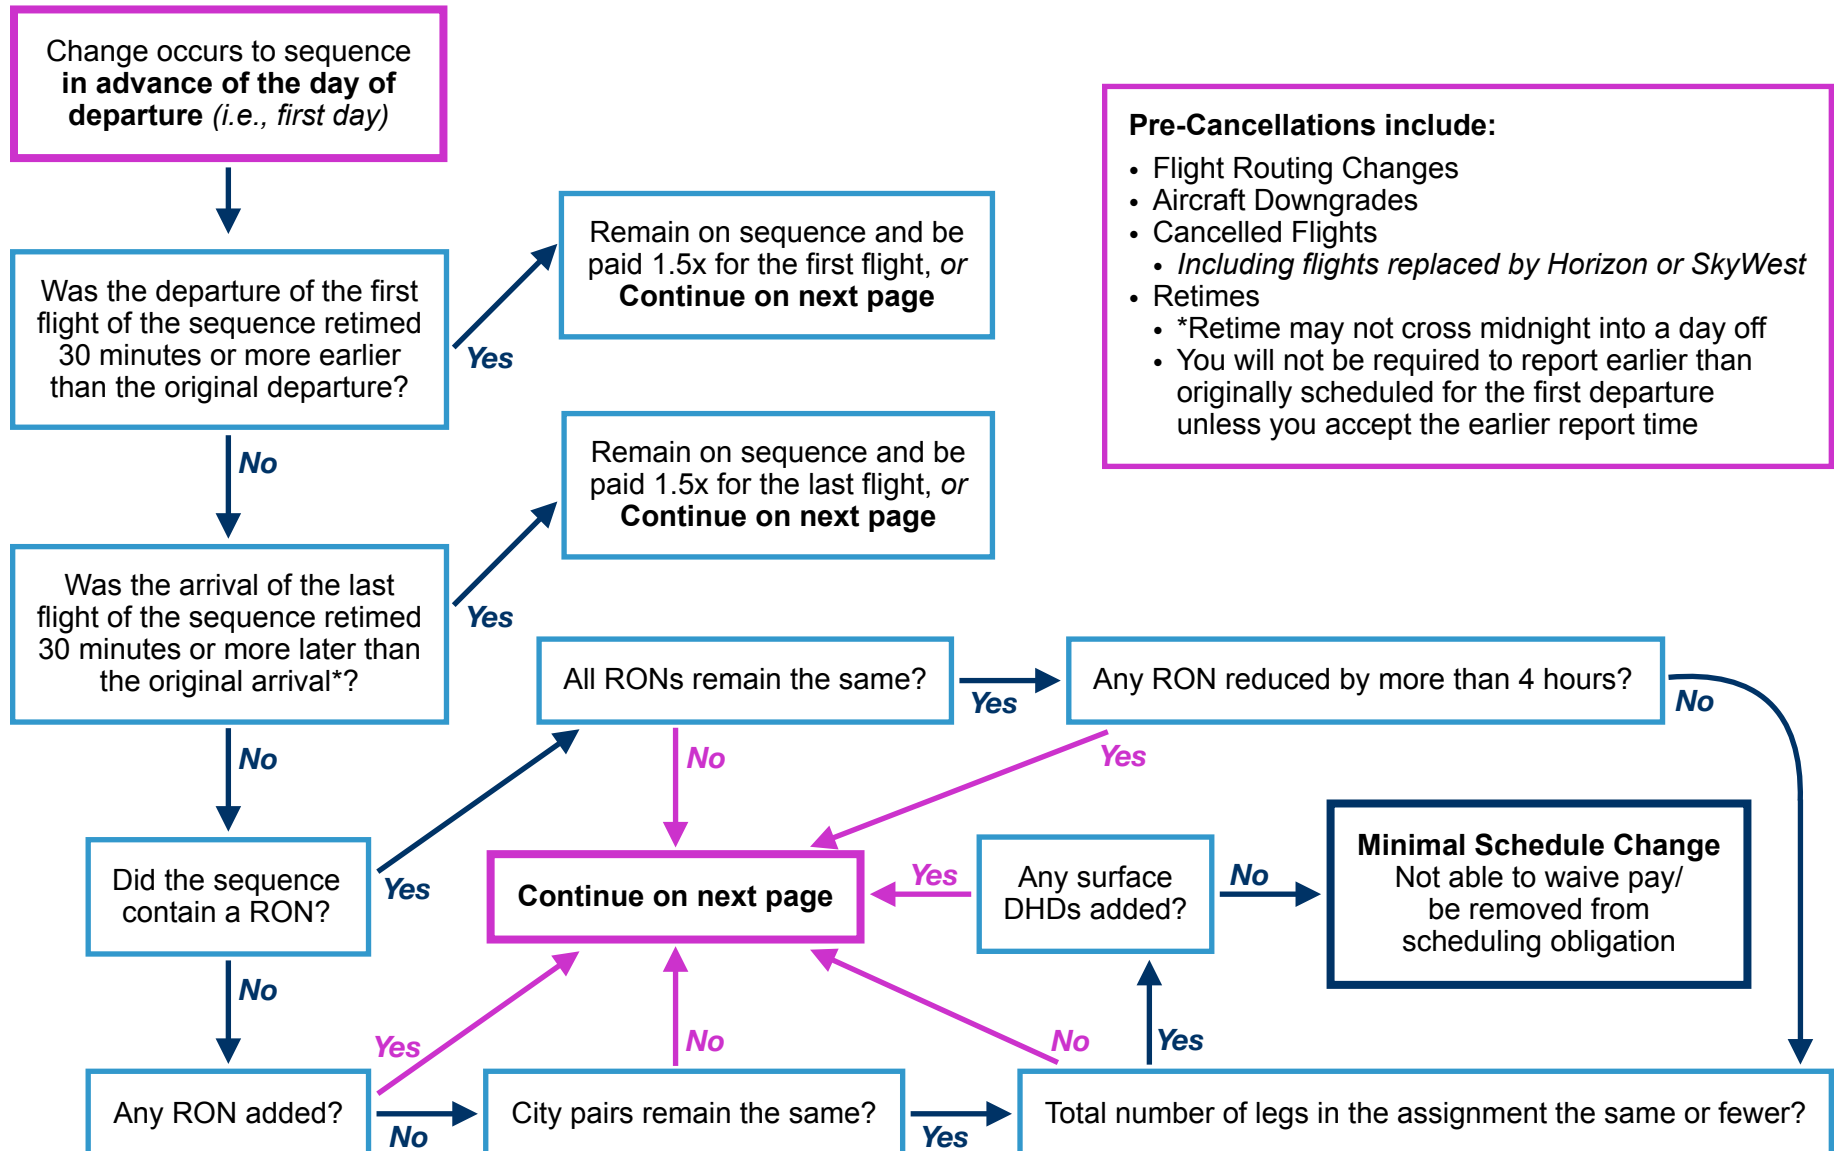 Change occurs to sequence
in advance of the day of
departure (i.e., first day)
Pre-Cancellations include:
• Flight Routing Changes
• Aircraft Downgrades
• Cancelled Flights
• Including flights replaced by Horizon or SkyWest
• Retimes
• *Retime may not cross midnight into a day off
• You will not be required to report earlier than
originally scheduled for the first departure
unless you accept the earlier report time
Was the departure of the first
flight of the sequence retimed
30 minutes or more earlier
than the original departure?
Yes
Remain on sequence and be
paid 1.5x for the first flight, or
Continue on next page
No
Was the arrival of the last
flight of the sequence retimed
30 minutes or more later than
the original arrival*?
Yes
Remain on sequence and be
paid 1.5x for the last flight, or
Continue on next page
No
Did the sequence
contain a RON?
Yes
All RONs remain the same?
Yes
Any RON reduced by more than 4 hours?
No
No
Yes
Continue on next page
Yes
Any surface
DHDs added?
No
Minimal Schedule Change
Not able to waive pay/
be removed from
scheduling obligation
No
Yes
No
No
Yes
Any RON added?
No
City pairs remain the same?
Yes
Total number of legs in the assignment the same or fewer?